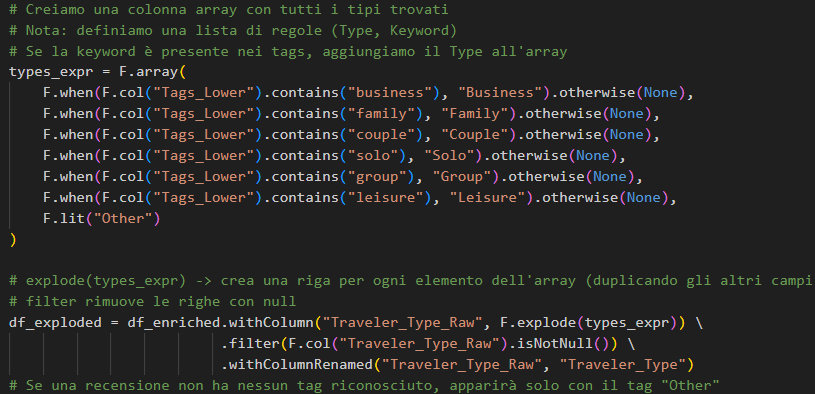 # Creiamo una colonna array con tutti i tipi trovati
# Nota: definiamo una lista di regole (Type, Keyword)
# Se la keyword è presente nei tags, aggiungiamo il Type all'array
types_expr = F.array(
    F.when(F.col("Tags_Lower").contains("business"), "Business").otherwise(None),
    F.when(F.col("Tags_Lower").contains("family"), "Family").otherwise(None),
    F.when(F.col("Tags_Lower").contains("couple"), "Couple").otherwise(None),
    F.when(F.col("Tags_Lower").contains("solo"), "Solo").otherwise(None),
    F.when(F.col("Tags_Lower").contains("group"), "Group").otherwise(None),
    F.when(F.col("Tags_Lower").contains("leisure"), "Leisure").otherwise(None),
    F.lit("Other")
)

# explode(types_expr) -> crea una riga per ogni elemento dell'array (duplicando gli altri campi
# filter rimuove le righe con null
df_exploded = df_enriched.withColumn("Traveler_Type_Raw", F.explode(types_expr)) \
                         .filter(F.col("Traveler_Type_Raw").isNotNull()) \
                         .withColumnRenamed("Traveler_Type_Raw", "Traveler_Type")
# Se una recensione non ha nessun tag riconosciuto, apparirà solo con il tag "Other"